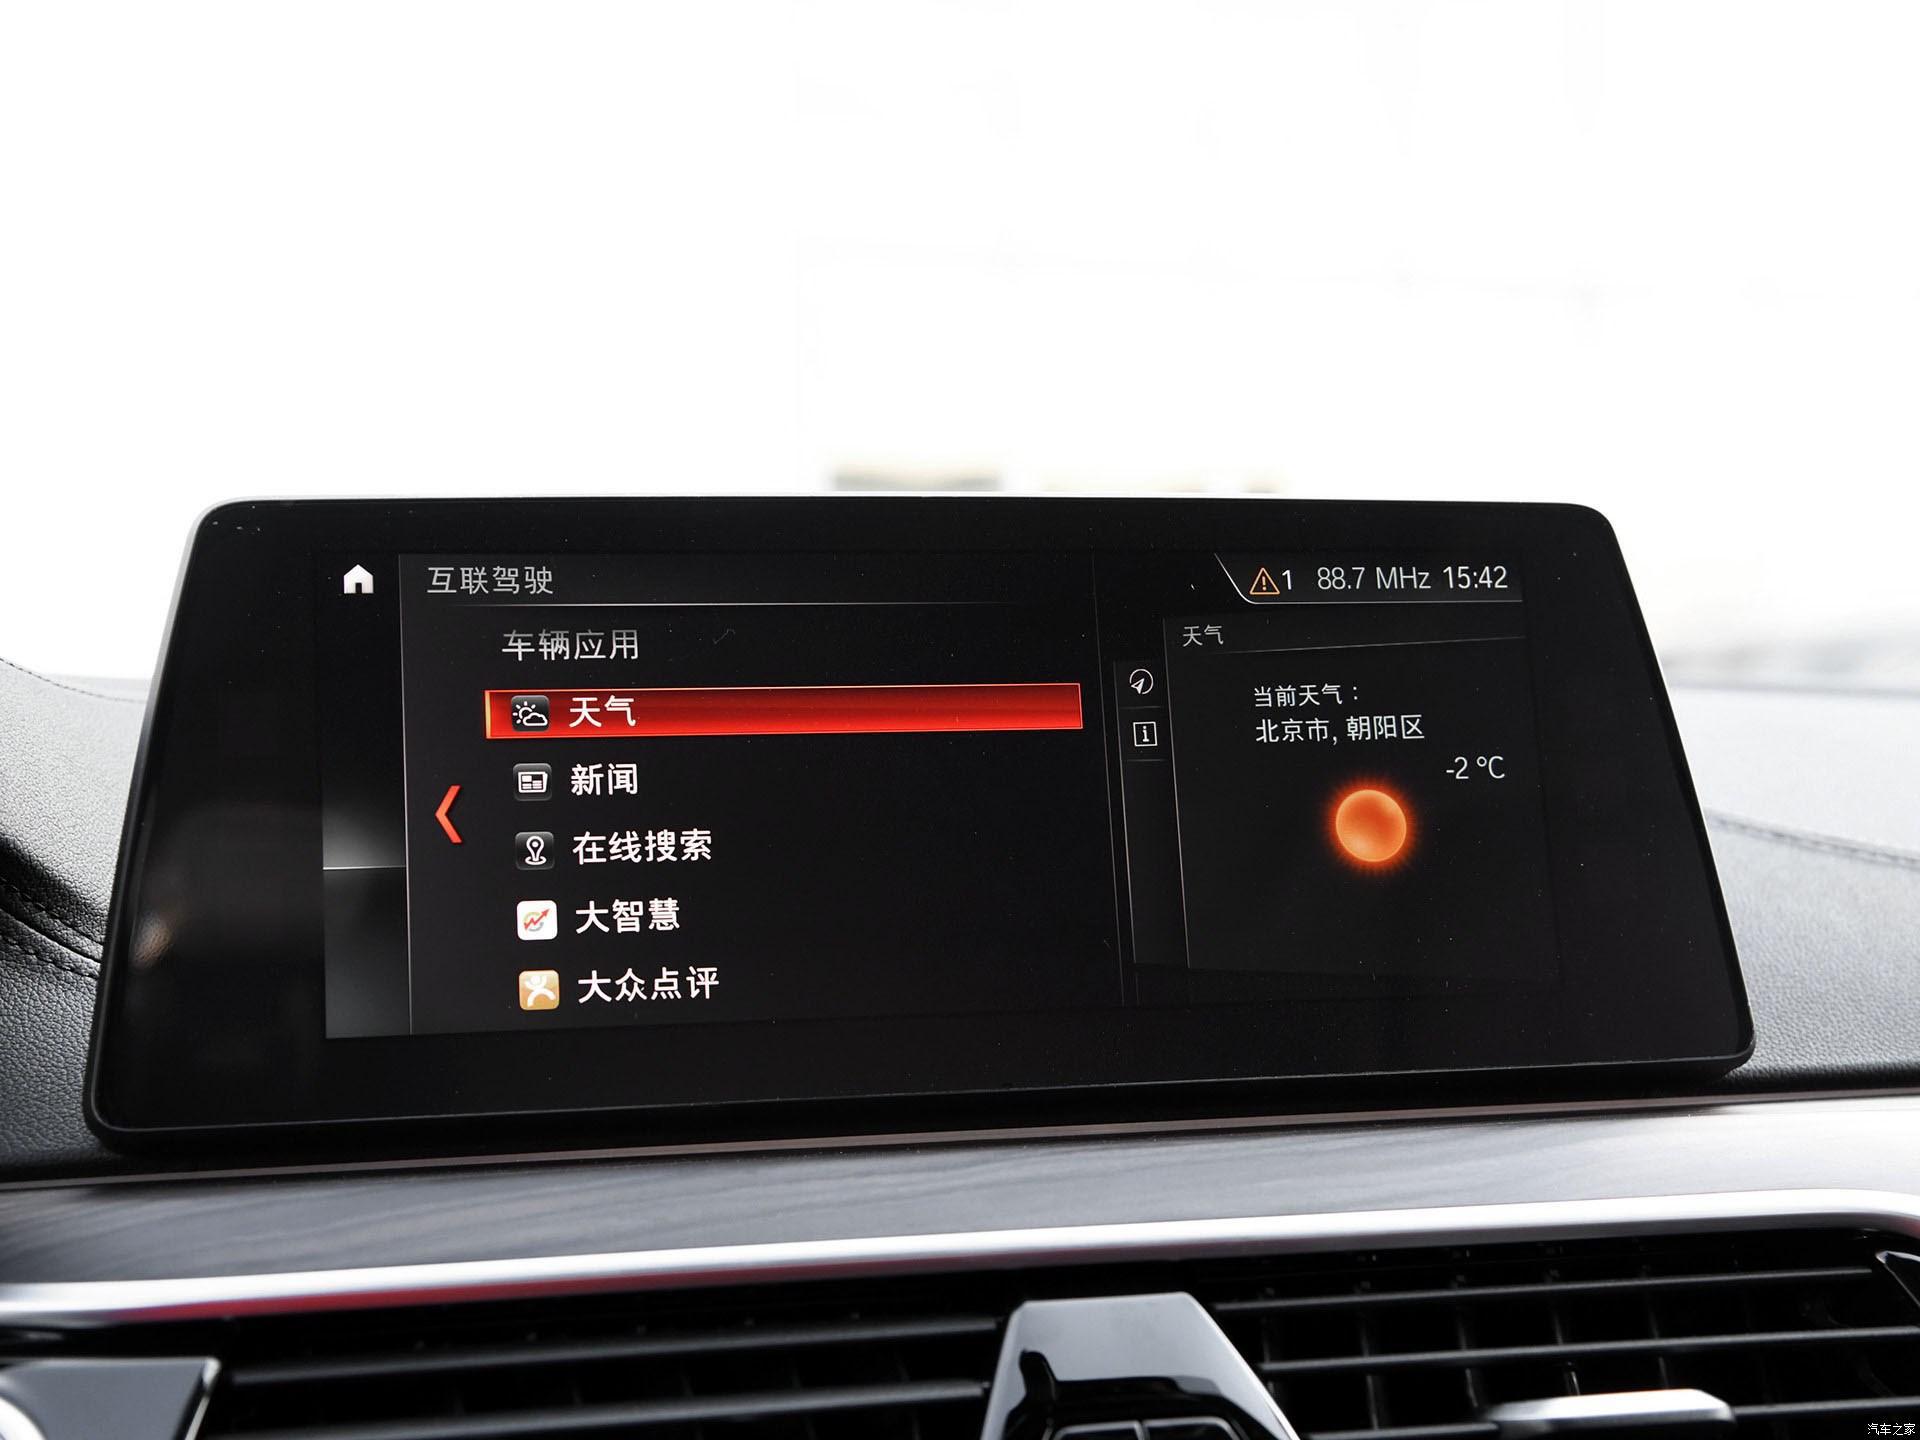 互联驾驶
1 88.7 MHz 15:42
车辆应用
天气
新闻
在线搜索
大智慧
大众点评
天气
当前天气：
北京市, 朝阳区
-2 °C
汽车之家